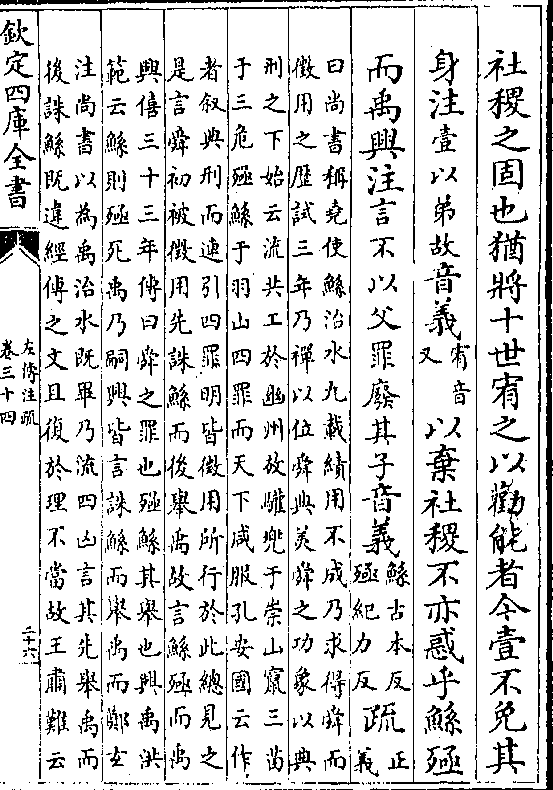 社稷之固也猶將十世宥之以勸能者今壹不免其
身注壹以弟故音義宥音又以棄社稷不亦惑乎鯀殛
而禹興注言不以父罪廢其子音義鯀古本反殛紀力反疏正義
曰尚書稱堯使鯀治水九載績用不成乃求得舜而
徵用之歷試三年乃禪以位舜典美舜之功象以典
刑之下始云流共工於幽州放驩兜于崇山竄三苗
于三危殛鯀于羽山四罪而天下咸服孔安國云作
者叙典刑而連引四罪明皆徵用所行於此總見之
是言舜初被徵用先誅鯀而後舉禹故言鯀殛而禹
興僖三十三年傳曰舜之罪也殛鯀其舉也興禹洪
範云鯀則殛死禹乃嗣興皆言誅鯀而舉禹而鄭玄
注尚書以為禹治水既畢乃流四凶言其先舉禹而
後誅鯀既違經傳之文且復於理不當故王肅難云
欽定四庫全書
左傳注疏
卷三十四
二十六